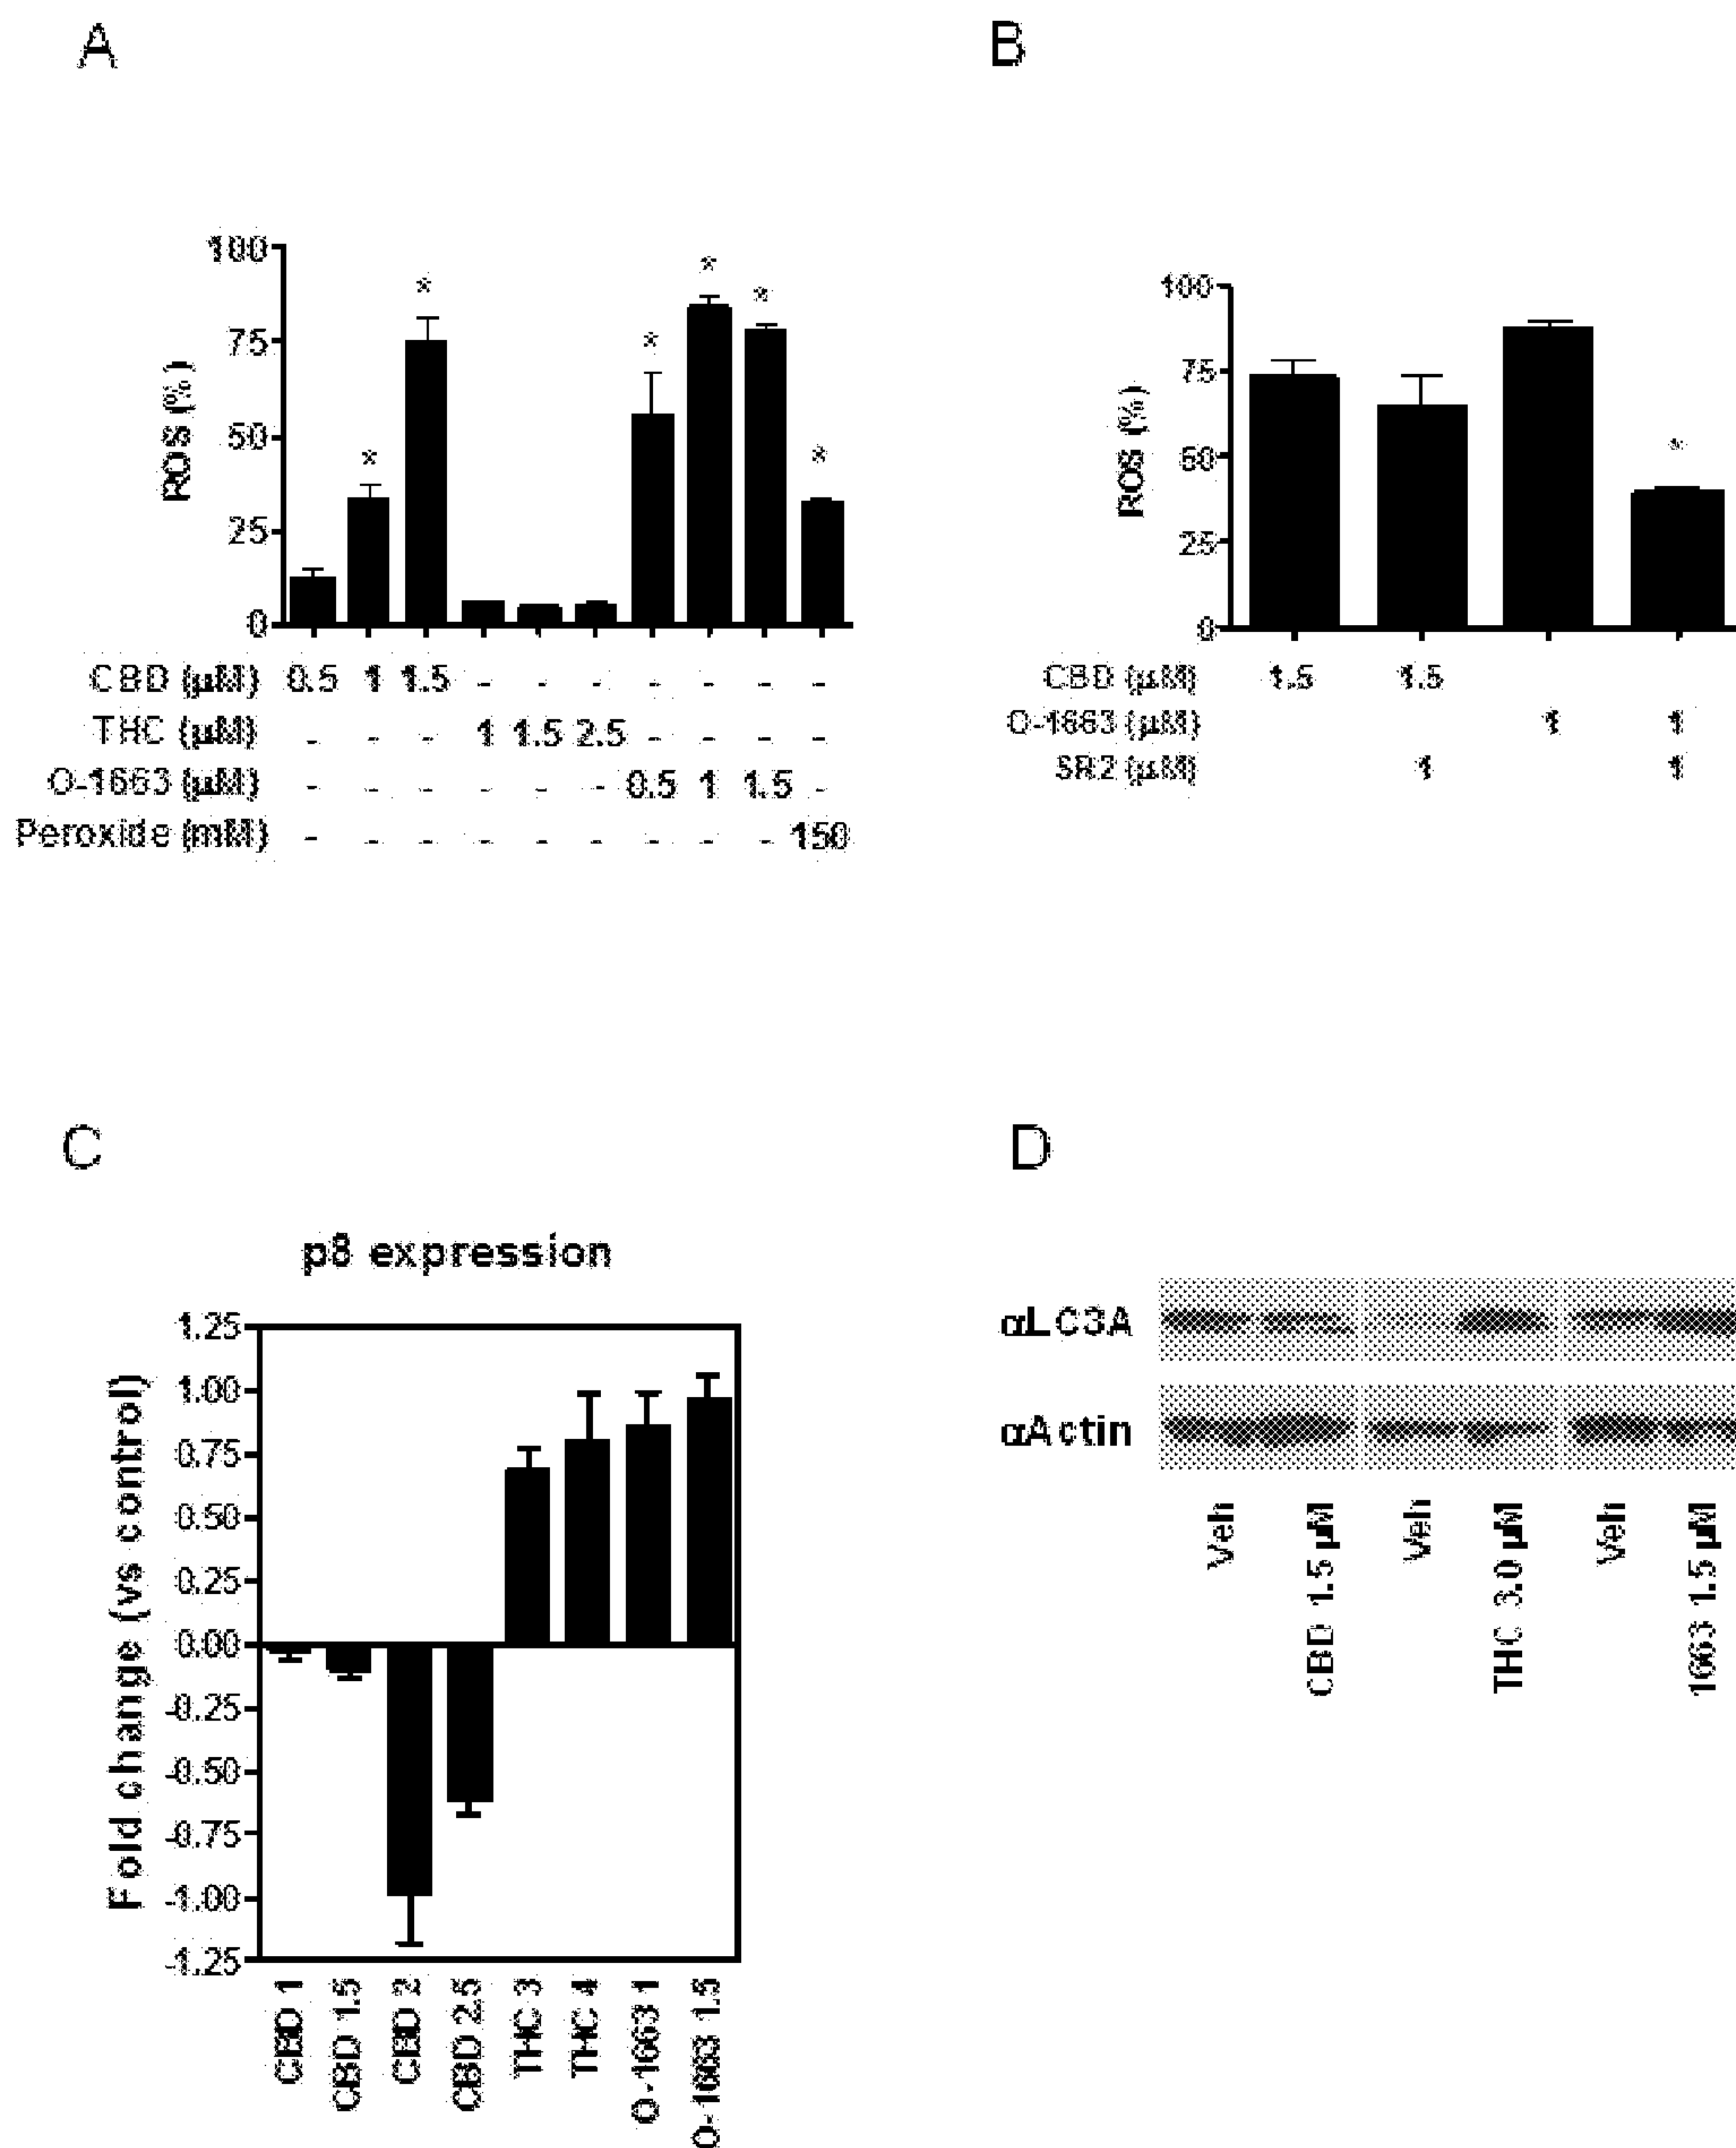 A
100
75
50
25
0
ROS (%)
* * * * * *
CBD (µM) 0.5 1 1.5 - - - - - - -
THC (µM) - - - 1 1.5 2.5 - - - -
O-1663 (µM) - - - - - - 0.5 1 1.5 -
Peroxide (mM) - - - - - - - - - 150
B
100
75
50
25
0
ROS (%)
*
CBD (µM) 1.5 1.5
O-1663 (µM) 1 1
SR2 (µM) 1 1
C
p8 expression
1.25
1.00
0.75
0.50
0.25
0.00
-0.25
-0.50
-0.75
-1.00
-1.25
Fold change (vs control)
CBD 1
CBD 1.5
CBD 2
CBD 2.5
THC 3
THC 4
O-1663 1
O-1663 1.5
D
αLC3A
αActin
Veh
CBD 1.5 µM
Veh
THC 3.0 µM
Veh
1663 1.5 µM